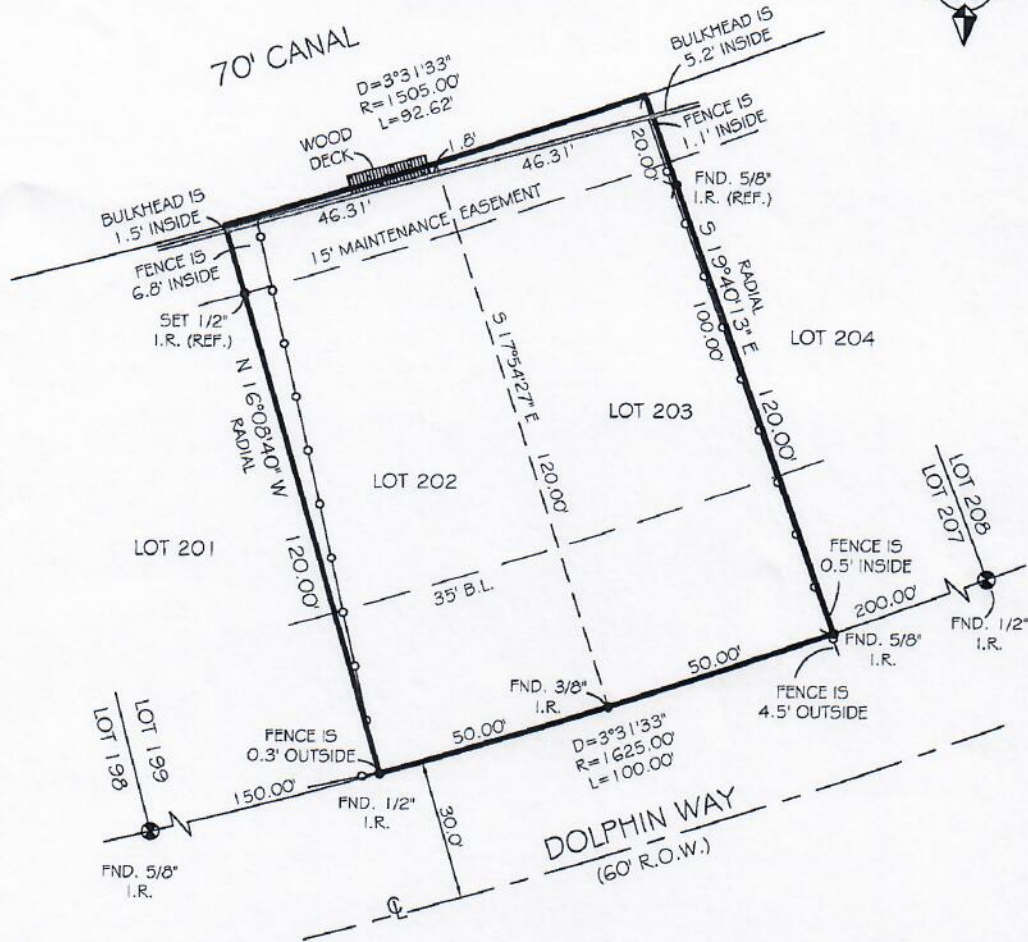 70' CANAL
D=3°31'33"
R=1505.00'
L=92.62'
BULKHEAD IS
5.2' INSIDE
WOOD
DECK
1.8'
46.31'
46.31'
20.00'
FENCE IS
1.1' INSIDE
FND. 5/8"
I.R. (REF.)
BULKHEAD IS
1.5' INSIDE
15' MAINTENANCE EASEMENT
FENCE IS
6.8' INSIDE
SET 1/2"
I.R. (REF.)
N 16°08'40" W
RADIAL
120.00'
S 17°54'27" E
120.00'
S 19°40'13" E
RADIAL
100.00'
120.00'
LOT 204
LOT 203
LOT 202
LOT 201
35' B.L.
LOT 208
LOT 207
FENCE IS
0.5' INSIDE
200.00'
FND. 1/2"
I.R.
FND. 5/8"
I.R.
50.00'
FENCE IS
4.5' OUTSIDE
FND. 3/8"
I.R.
50.00'
D=3°31'33"
R=1625.00'
L=100.00'
LOT 199
LOT 198
FENCE IS
0.3' OUTSIDE
150.00'
FND. 1/2"
I.R.
30.0'
FND. 5/8"
I.R.
DOLPHIN WAY
(60' R.O.W.)
CL